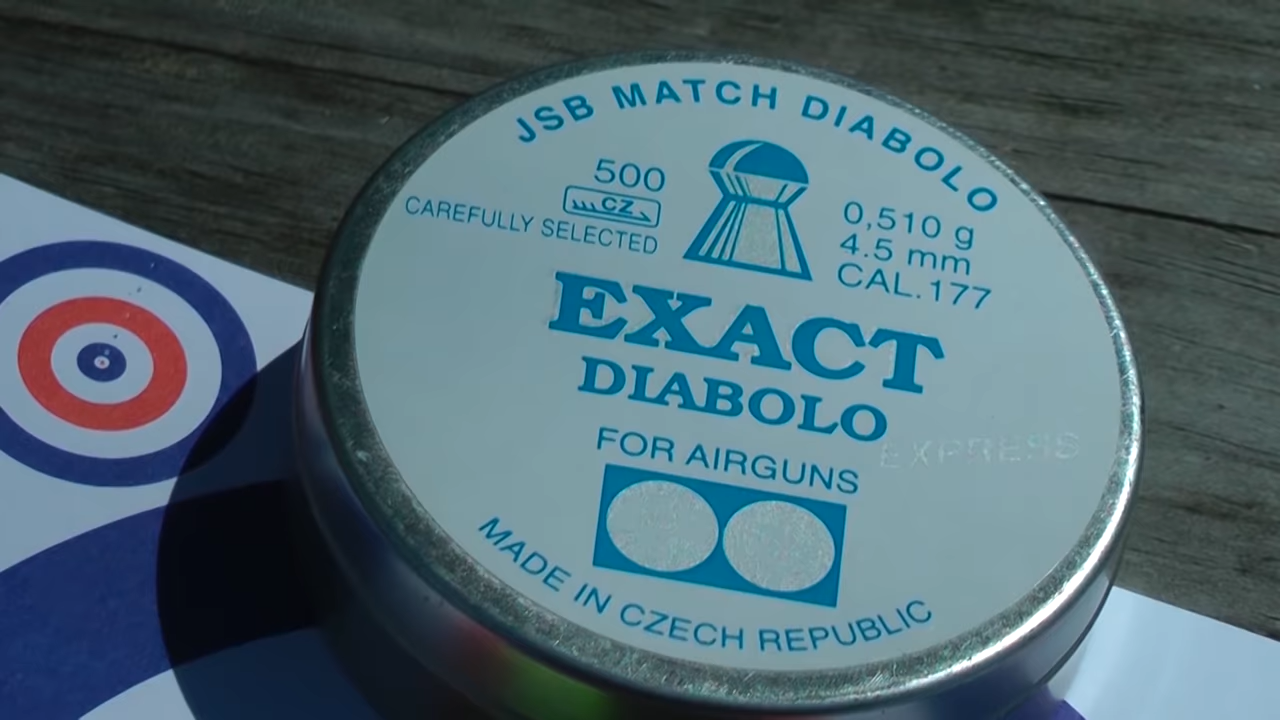 JSB MATCH DIABOLO
500
CZ
CAREFULLY SELECTED
0,510 g
4.5 mm
CAL.177
EXACT
DIABOLO
EXPRESS
FOR AIRGUNS
MADE IN CZECH REPUBLIC